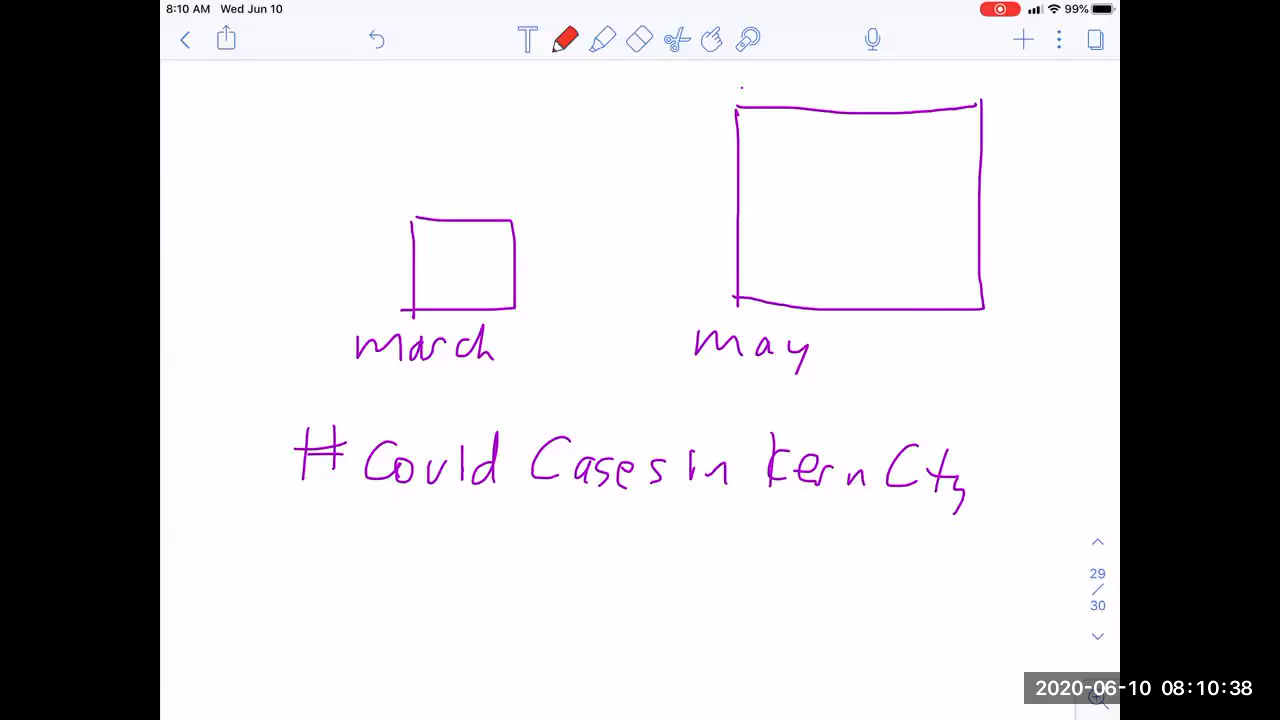 8:10 AM Wed Jun 10 99%
T
March May
# Covid Cases in Kern Cty
29
/
30
2020-06-10 08:10:38